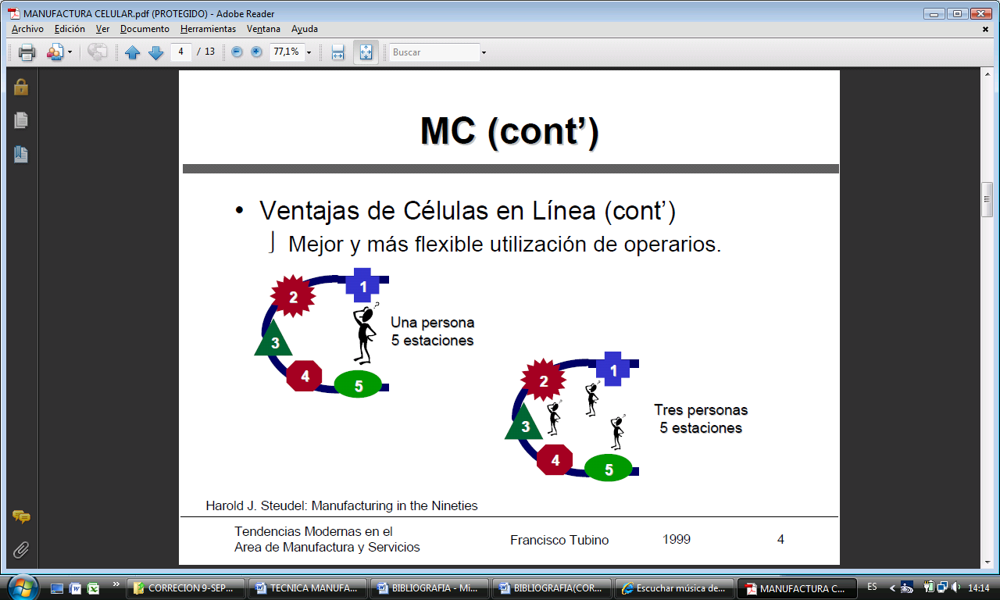 MANUFACTURA CELULAR.pdf (PROTEGIDO) - Adobe Reader
Archivo Edición Ver Documento Herramientas Ventana Ayuda
4 / 13 77,1% Buscar
MC (cont’)
• Ventajas de Células en Línea (cont’)
Mejor y más flexible utilización de operarios.
1
2
3
4
5
Una persona
5 estaciones
1
2
3
4
5
Tres personas
5 estaciones
Harold J. Steudel: Manufacturing in the Nineties
Tendencias Modernas en el
Area de Manufactura y Servicios
Francisco Tubino 1999 4
CORRECION 9-SEP... TECNICA MANUFA... BIBLIOGRAFIA - Mi... BIBLIOGRAFIA(COR... Escuchar música de... MANUFACTURA C... ES 14:14